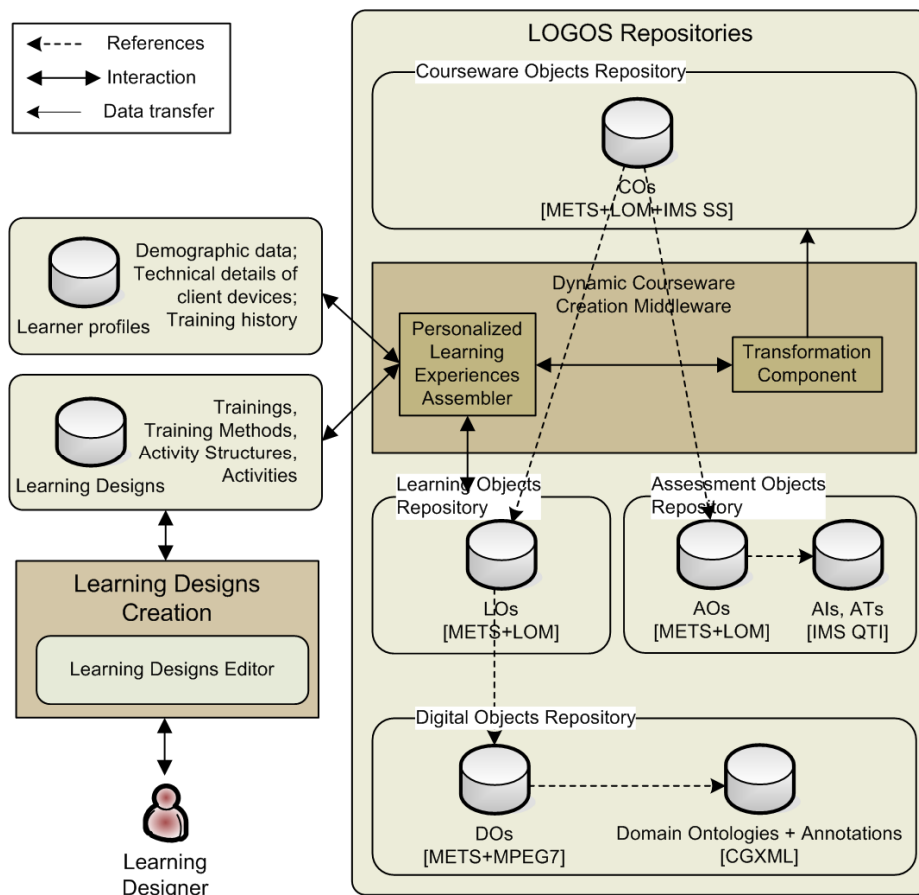 References
Interaction
Data transfer
LOGOS Repositories
Courseware Objects Repository
COs
[METS+LOM+IMS SS]
Demographic data;
Technical details of
client devices;
Training history
Learner profiles
Dynamic Courseware
Creation Middleware
Personalized
Learning
Experiences
Assembler
Transformation
Component
Trainings,
Training Methods,
Activity Structures,
Activities
Learning Designs
Learning Objects
Repository
LOs
[METS+LOM]
Assessment Objects
Repository
AOs
[METS+LOM]
AIs, ATs
[IMS QTI]
Learning Designs
Creation
Learning Designs Editor
Digital Objects Repository
DOs
[METS+MPEG7]
Domain Ontologies + Annotations
[CGXML]
Learning
Designer